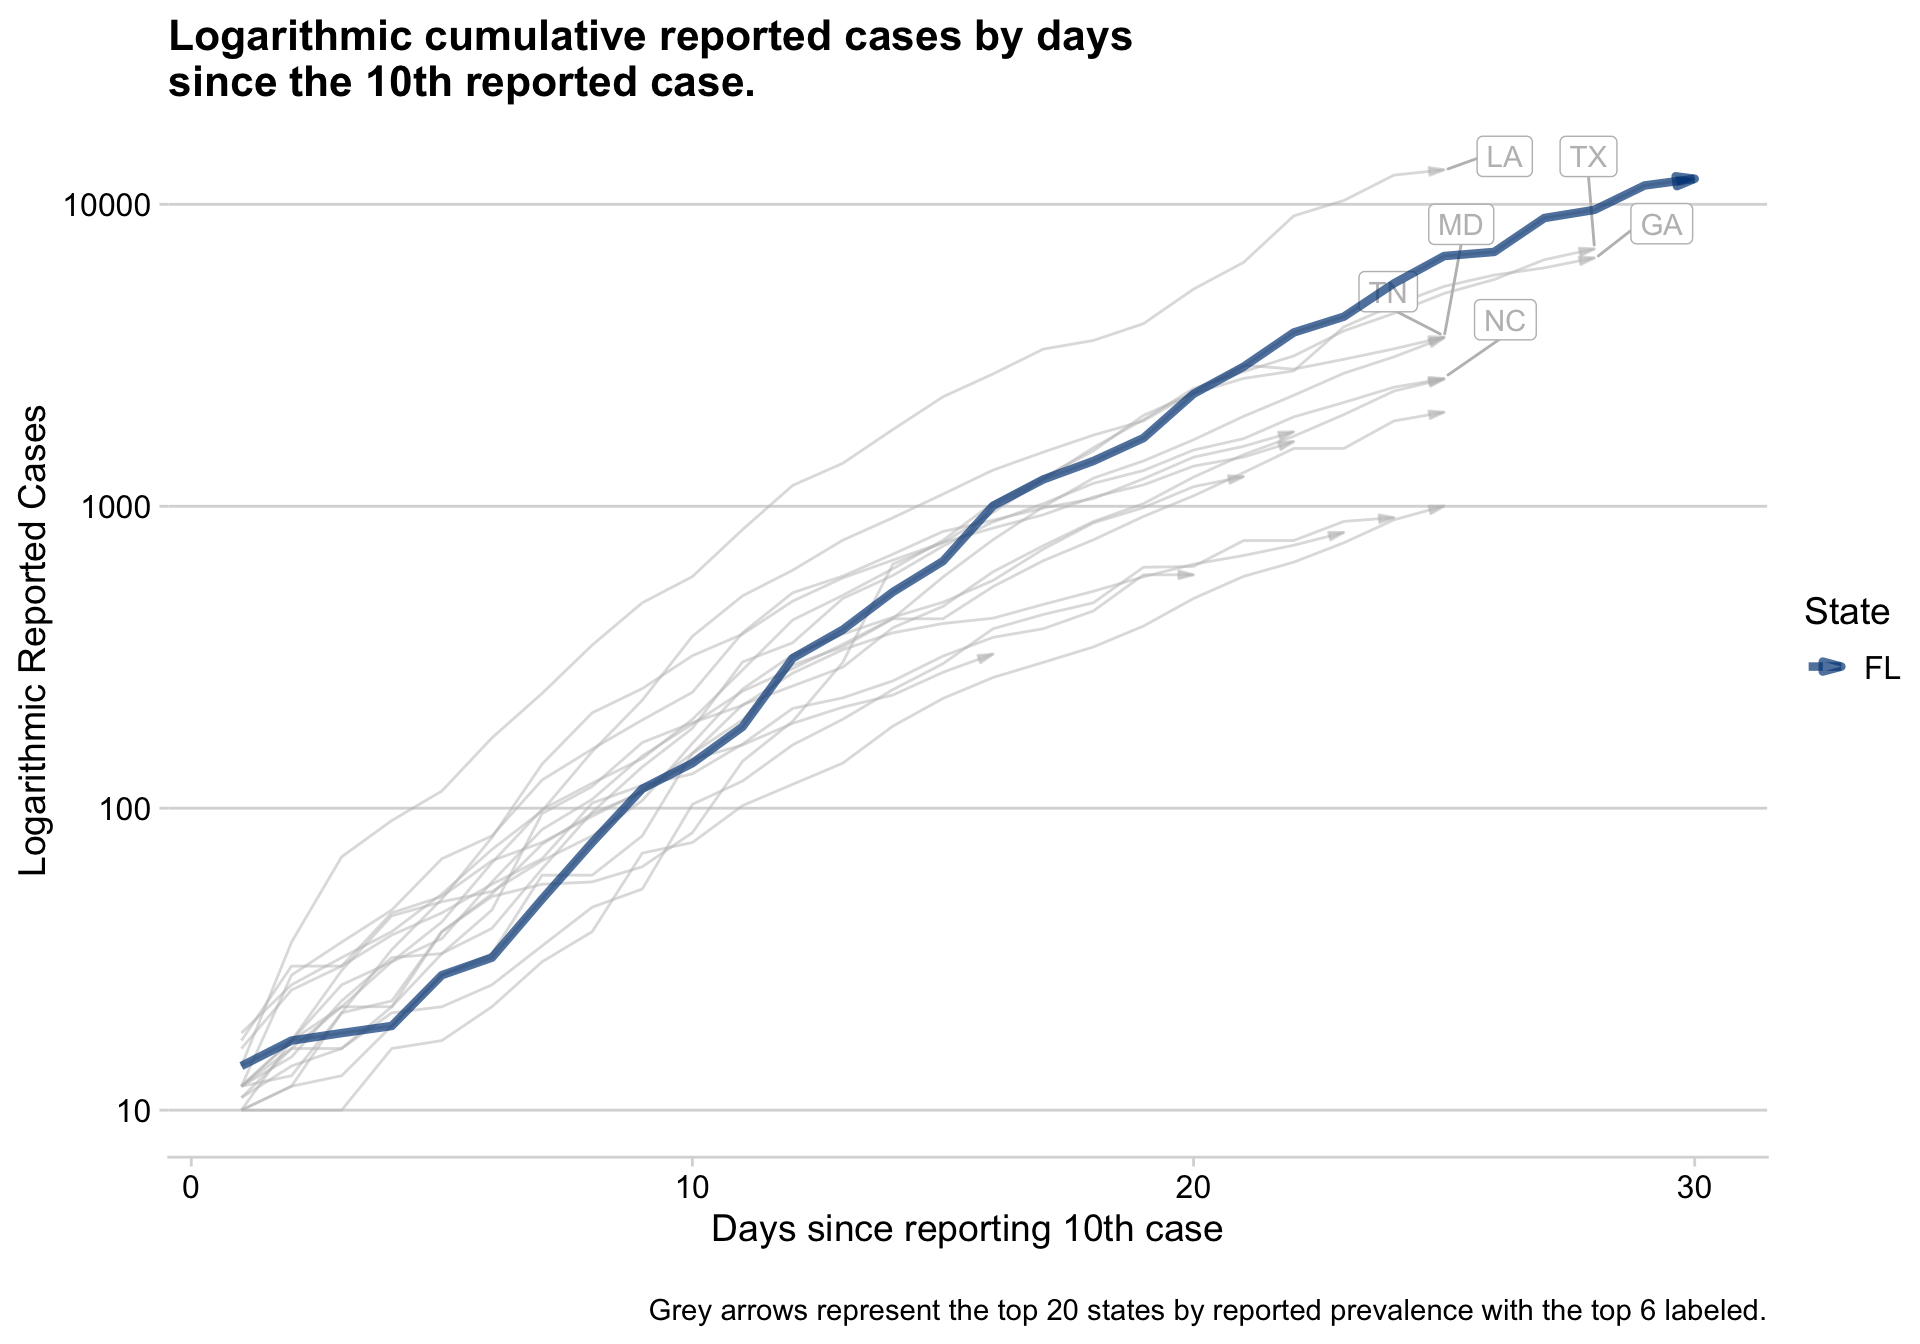 Logarithmic cumulative reported cases by days
since the 10th reported case.
LA
TX
10000
MD
GA
TN
NC
Logarithmic Reported Cases
1000
State
FL
100
10
0
10
20
30
Days since reporting 10th case
Grey arrows represent the top 20 states by reported prevalence with the top 6 labeled.